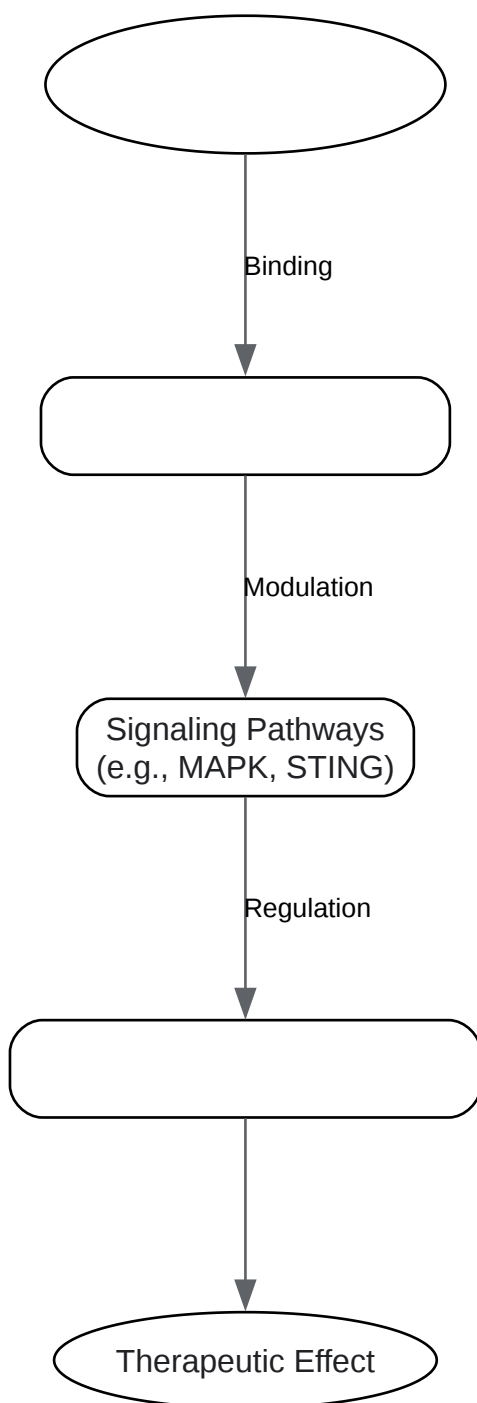 Binding
Modulation
Signaling Pathways
(e.g., MAPK, STING)
Regulation
Therapeutic Effect